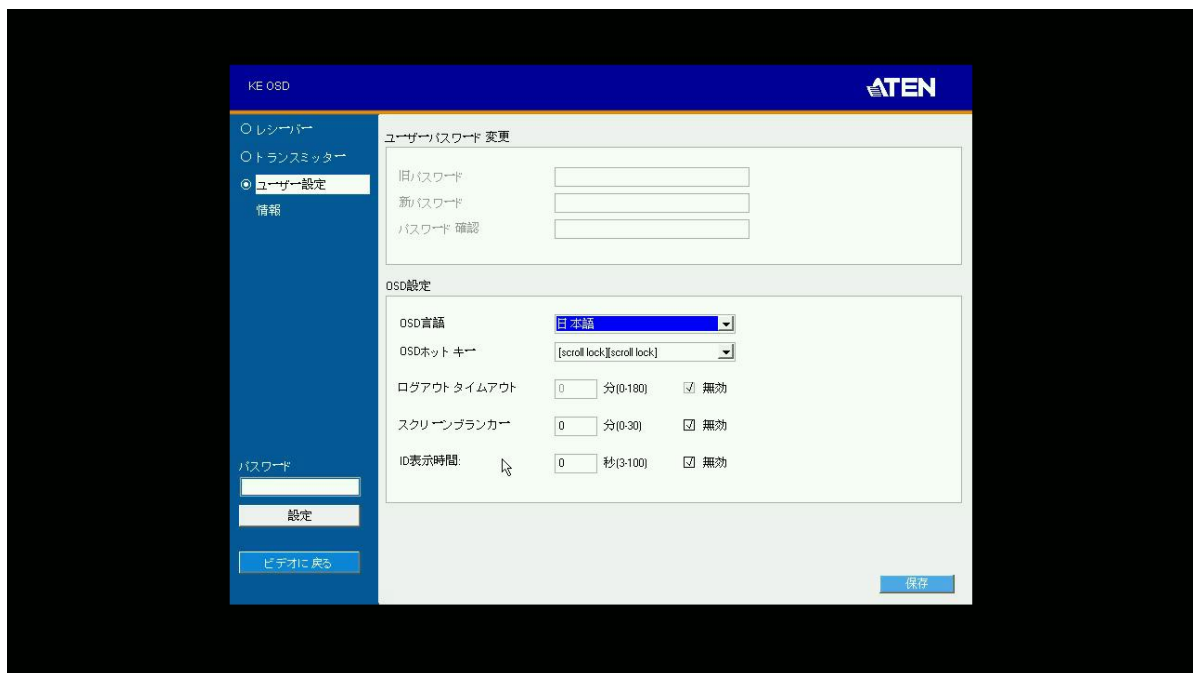 KE OSD
ATEN
レシーバー
トランスミッター
ユーザー設定
情報
パスワード
設定
ビデオに 戻る
ユーザーパスワード 変更
旧パスワード
新パスワード
パスワード 確認
OSD設定
OSD言語 日本語
OSDホット キー [scroll lock][scroll lock]
ログアウト タイムアウト 0 分(0-180) 無効
スクリーンブランカー 0 分(0-30) 無効
ID表示時間: 0 秒(3-100) 無効
保存